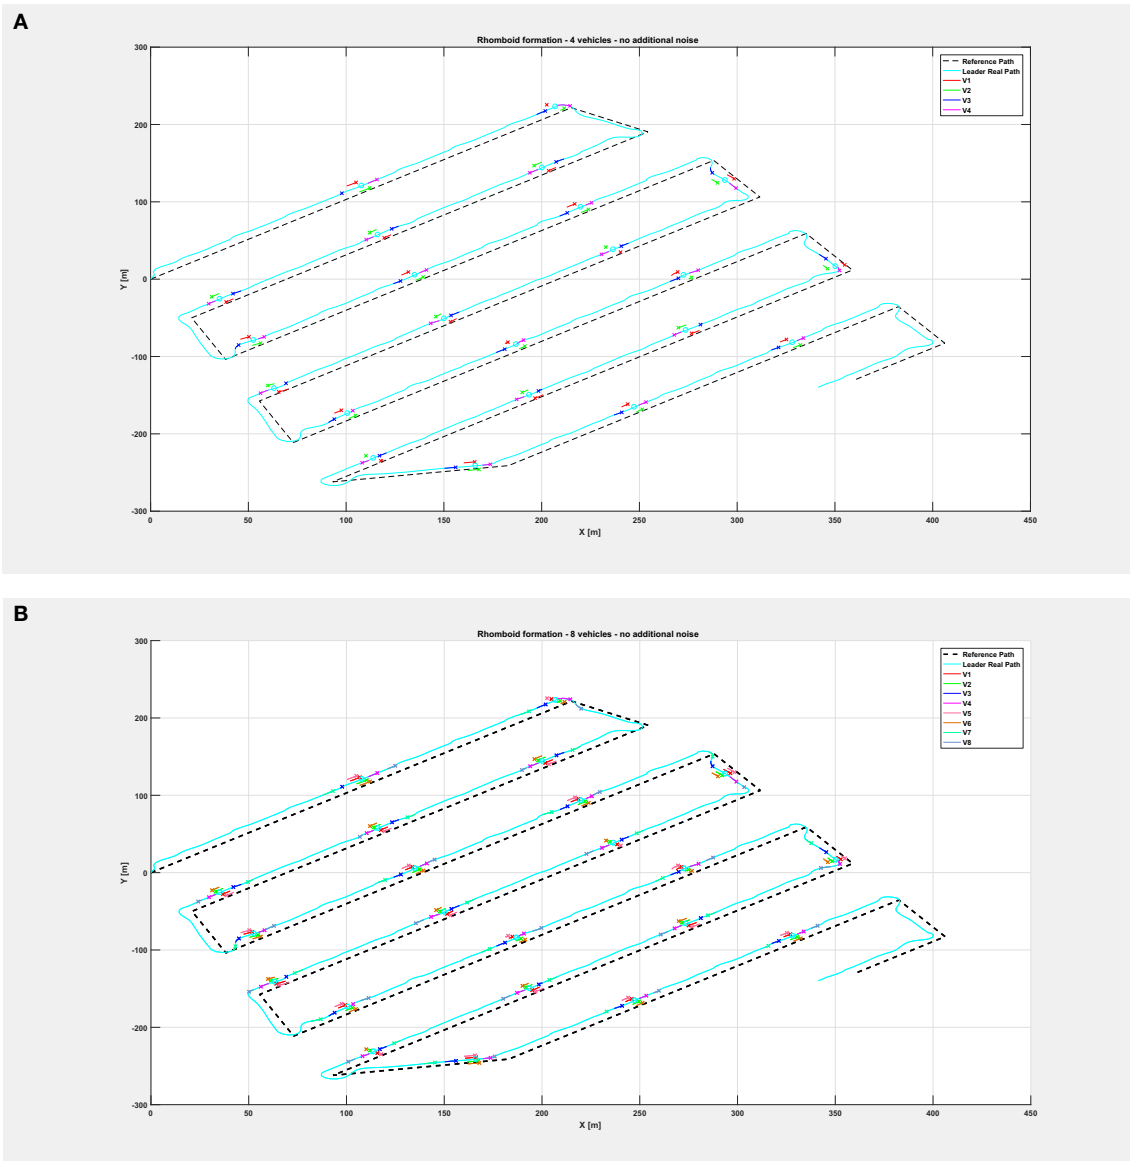 A
Rhomboid formation - 4 vehicles - no additional noise
300
200
100
0
-100
-200
-300
Y [m]
0 50 100 150 200 250 300 350 400 450
X [m]
Reference Path
Leader Real Path
V1
V2
V3
V4
B
Rhomboid formation - 8 vehicles - no additional noise
300
200
100
0
-100
-200
-300
Y [m]
0 50 100 150 200 250 300 350 400 450
X [m]
Reference Path
Leader Real Path
V1
V2
V3
V4
V5
V6
V7
V8